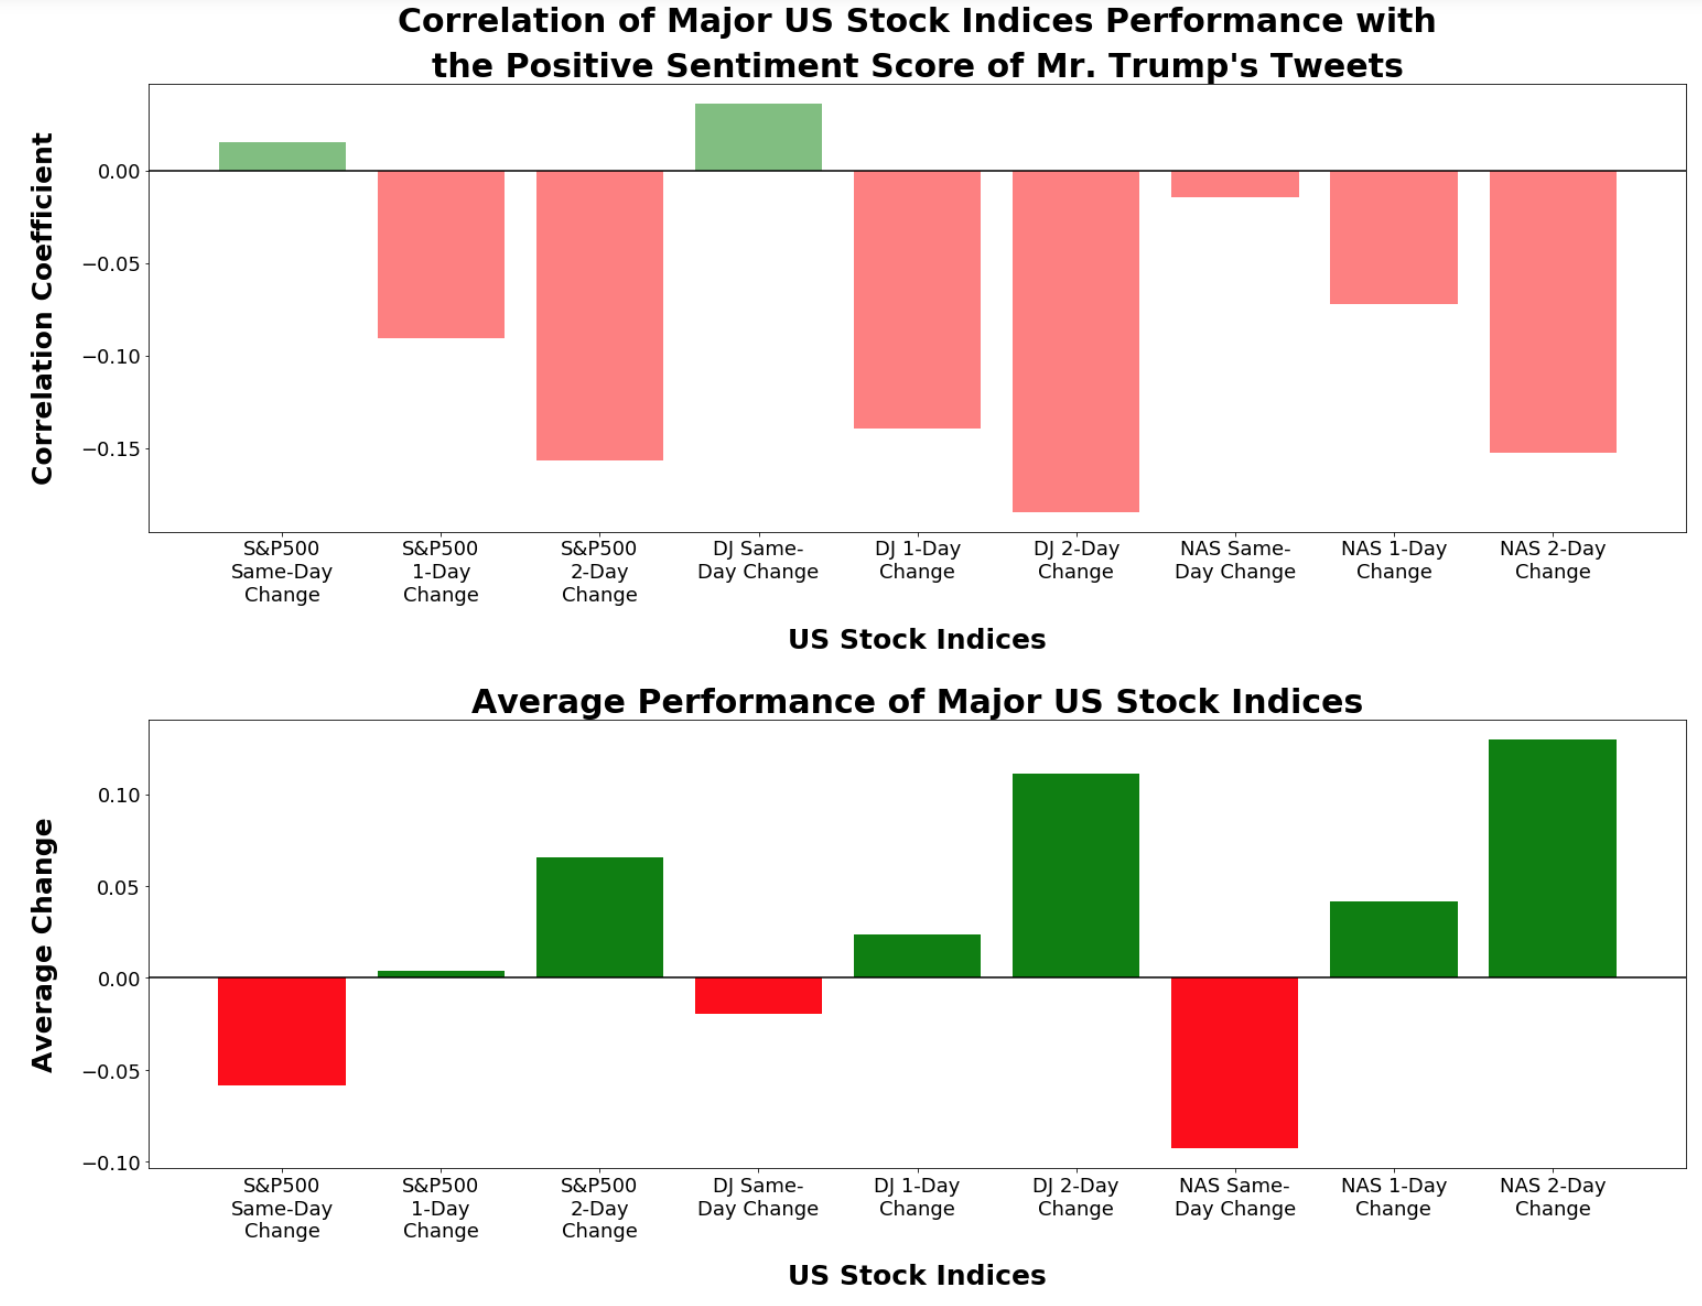 Correlation of Major US Stock Indices Performance with
the Positive Sentiment Score of Mr. Trump's Tweets
Correlation Coefficient
0.00
−0.05
−0.10
−0.15
S&P500 Same-Day Change
S&P500 1-Day Change
S&P500 2-Day Change
DJ Same-Day Change
DJ 1-Day Change
DJ 2-Day Change
NAS Same-Day Change
NAS 1-Day Change
NAS 2-Day Change
US Stock Indices
Average Performance of Major US Stock Indices
Average Change
0.10
0.05
0.00
−0.05
−0.10
S&P500 Same-Day Change
S&P500 1-Day Change
S&P500 2-Day Change
DJ Same-Day Change
DJ 1-Day Change
DJ 2-Day Change
NAS Same-Day Change
NAS 1-Day Change
NAS 2-Day Change
US Stock Indices